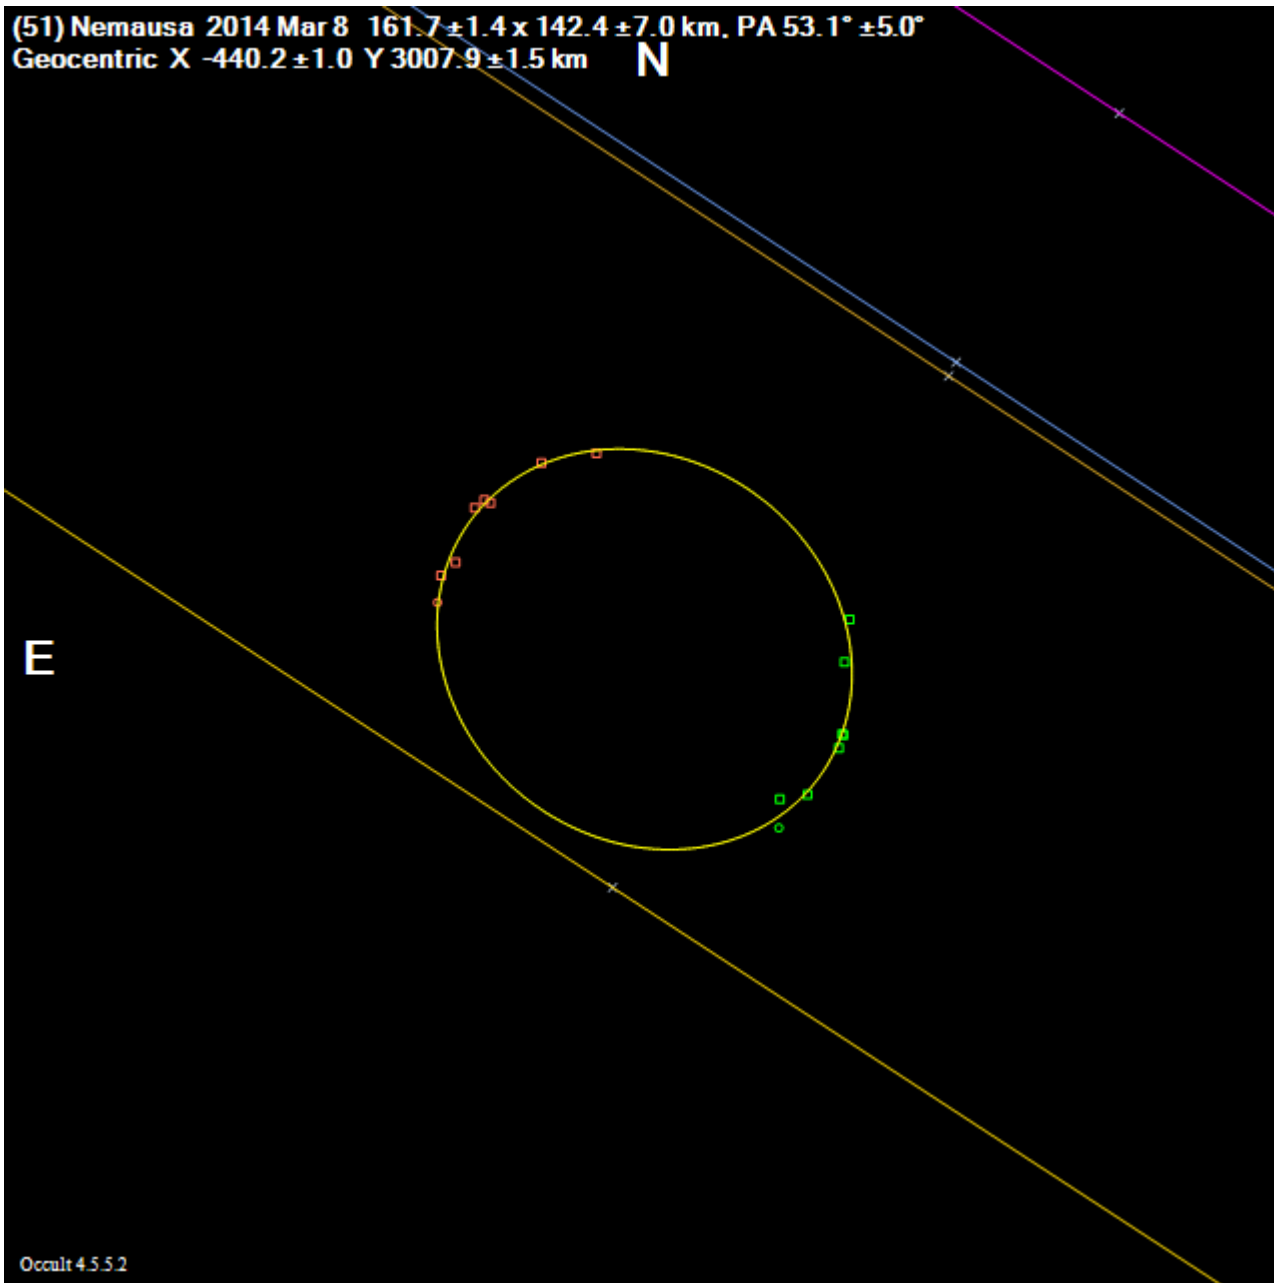 (51) Nemausa 2014 Mar 8 161.7 ±1.4 x 142.4 ±7.0 km, PA 53.1° ±5.0°
Geocentric X -440.2 ±1.0 Y 3007.9 ±1.5 km
N
E
Occult 4.5.5.2